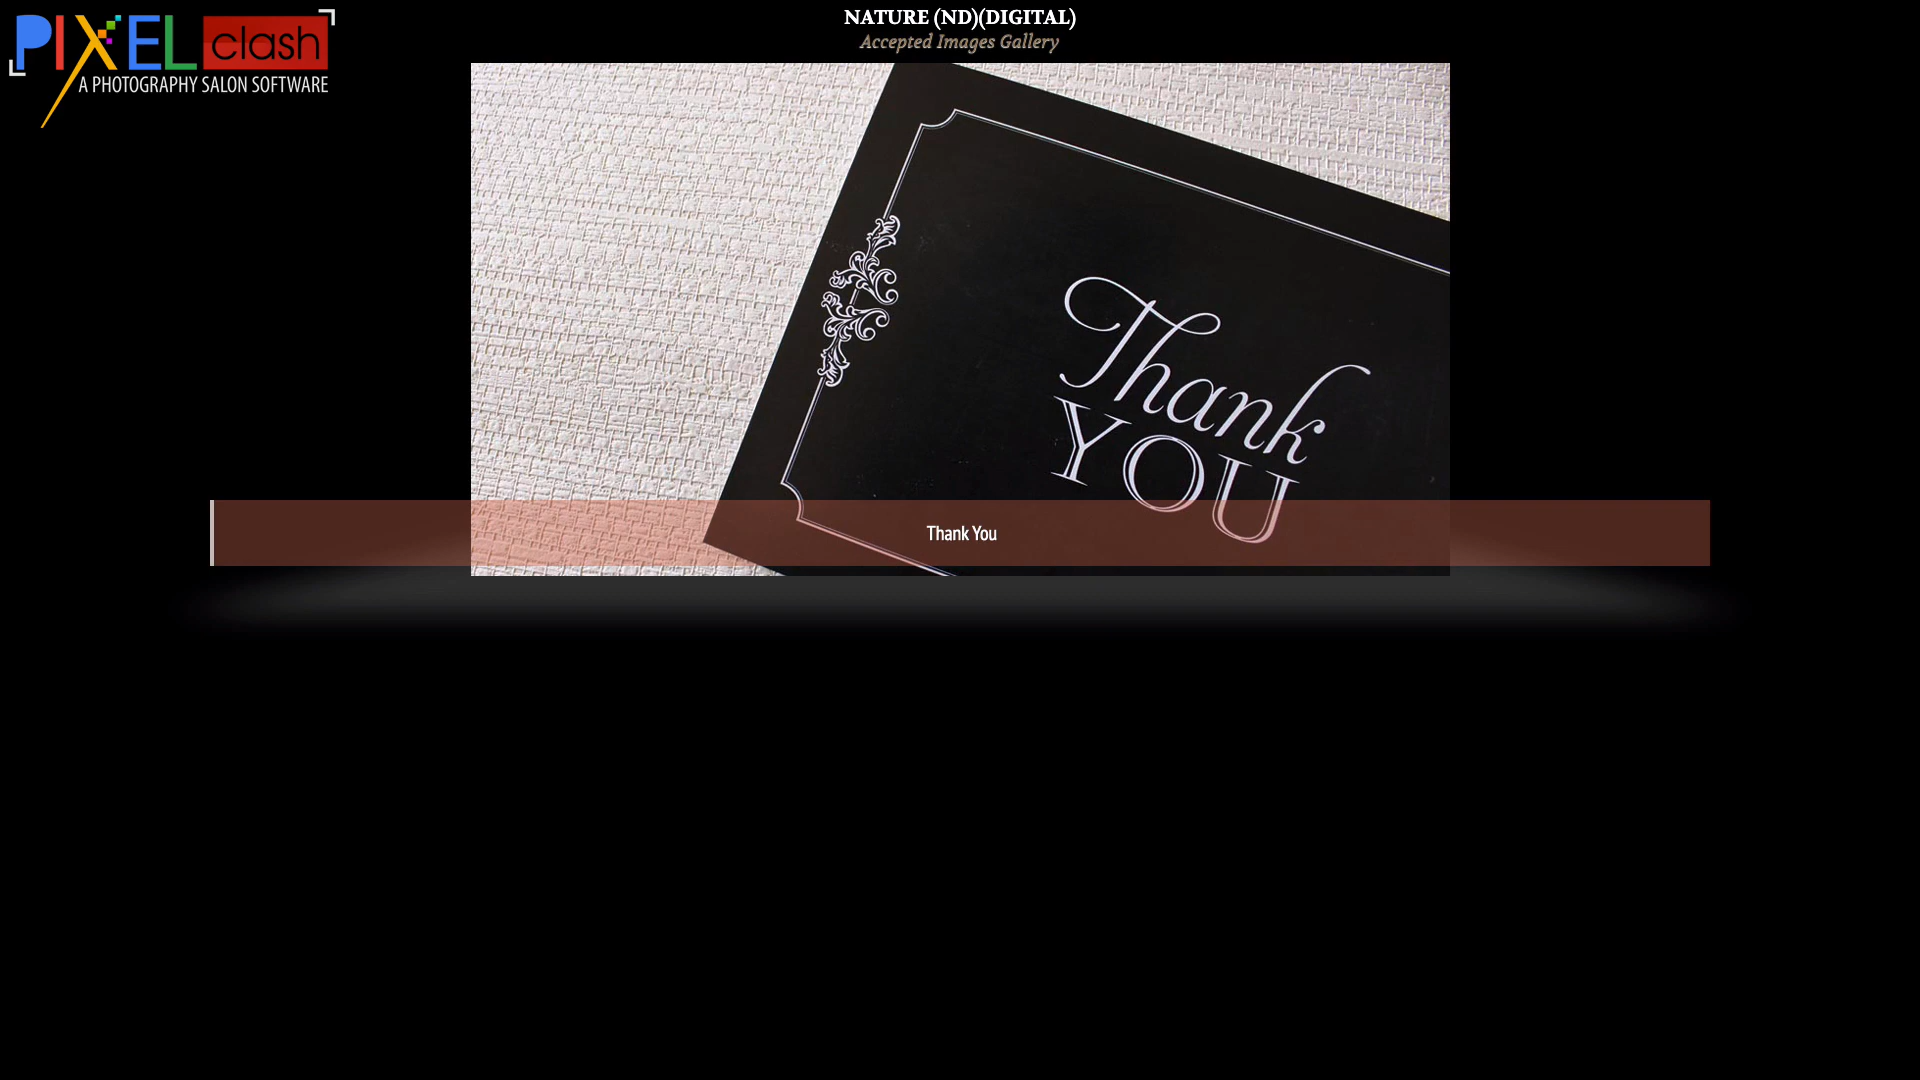 PIXEL clash
A PHOTOGRAPHY SALON SOFTWARE
NATURE (ND)(DIGITAL)
Accepted Images Gallery
Thank
YOU
Thank You